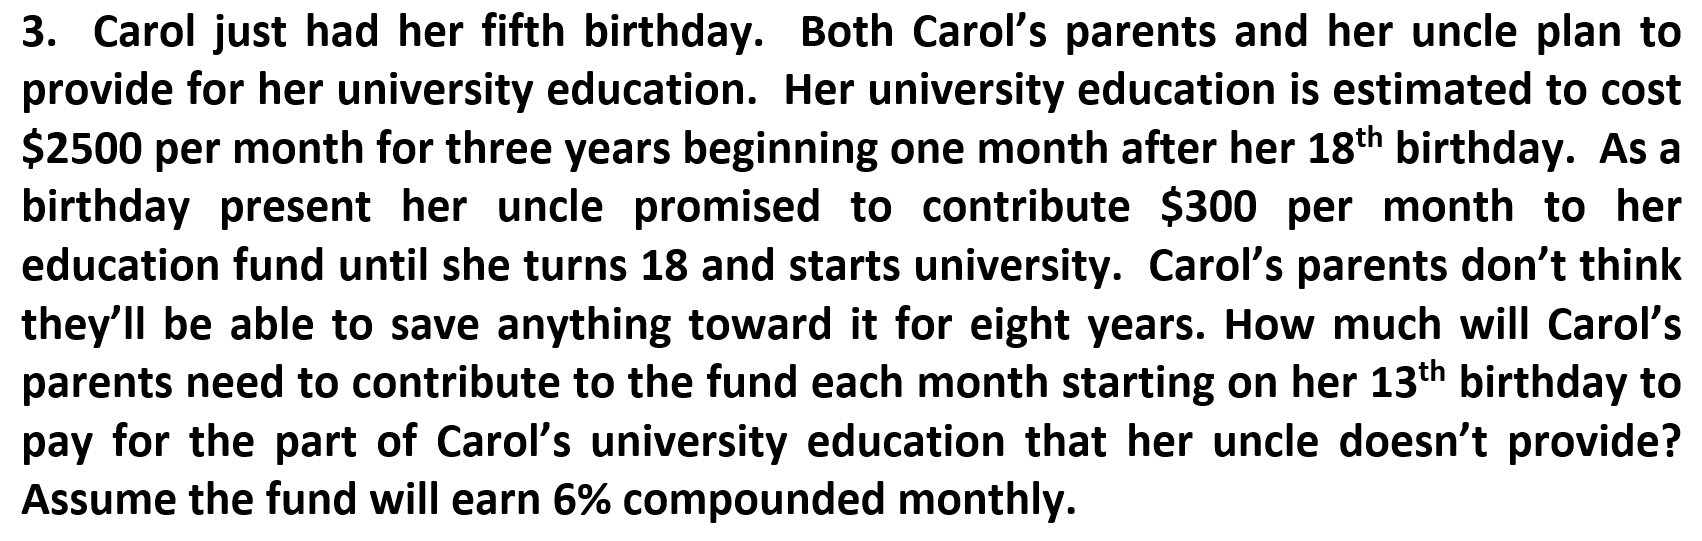 3. Carol just had her fifth birthday. Both Carol's parents and her uncle plan to
provide for her university education. Her university education is estimated to cost
$2500 per month for three years beginning one month after her 18th birthday. As a
birthday present her uncle promised to contribute $300 per month to her
education fund until she turns 18 and starts university. Carol's parents don't think
they'll be able to save anything toward it for eight years. How much will Carol's
parents need to contribute to the fund each month starting on her 13th birthday to
pay for the part of Carol's university education that her uncle doesn't provide?
Assume the fund will earn 6% compounded monthly.